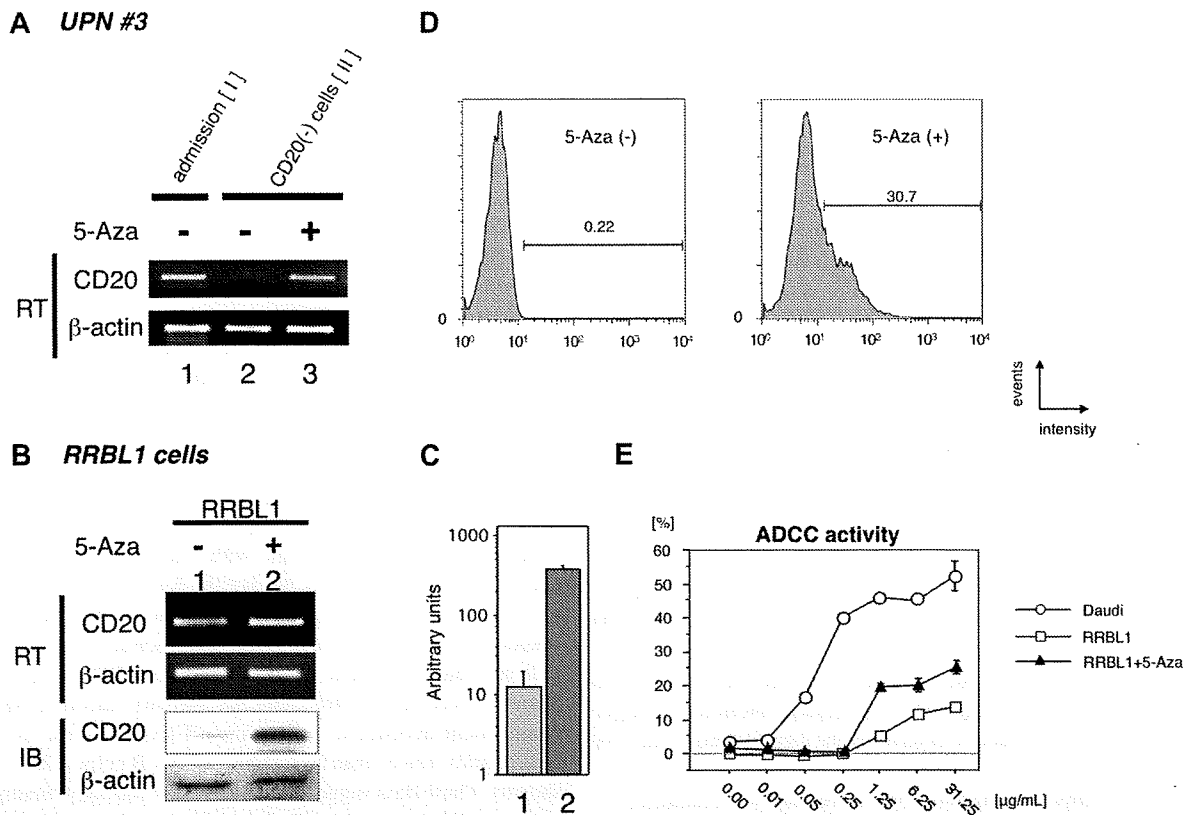 A UPN #3
admission [ I ]
CD20(-) cells [ II ]
5-Aza - - +
RT
CD20
β-actin
1 2 3
D
5-Aza (-)
0.22
0
10⁰ 10¹ 10² 10³ 10⁴
5-Aza (+)
30.7
0
10⁰ 10¹ 10² 10³ 10⁴
events
intensity
B RRBL1 cells
RRBL1
5-Aza - +
1 2
RT
CD20
β-actin
IB
CD20
β-actin
C
Arbitrary units
1000
100
10
1
1 2
E
[%]
ADCC activity
60
50
40
30
20
10
0
0.00 0.01 0.05 0.25 1.25 6.25 31.25 [μg/mL]
Daudi
RRBL1
RRBL1+5-Aza